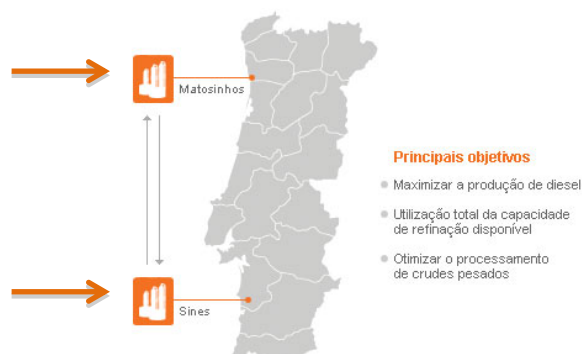 Matosinhos
Principais objetivos
Maximizar a produção de diesel
Utilização total da capacidade
de refinação disponível
Otimizar o processamento
de crudes pesados
Sines